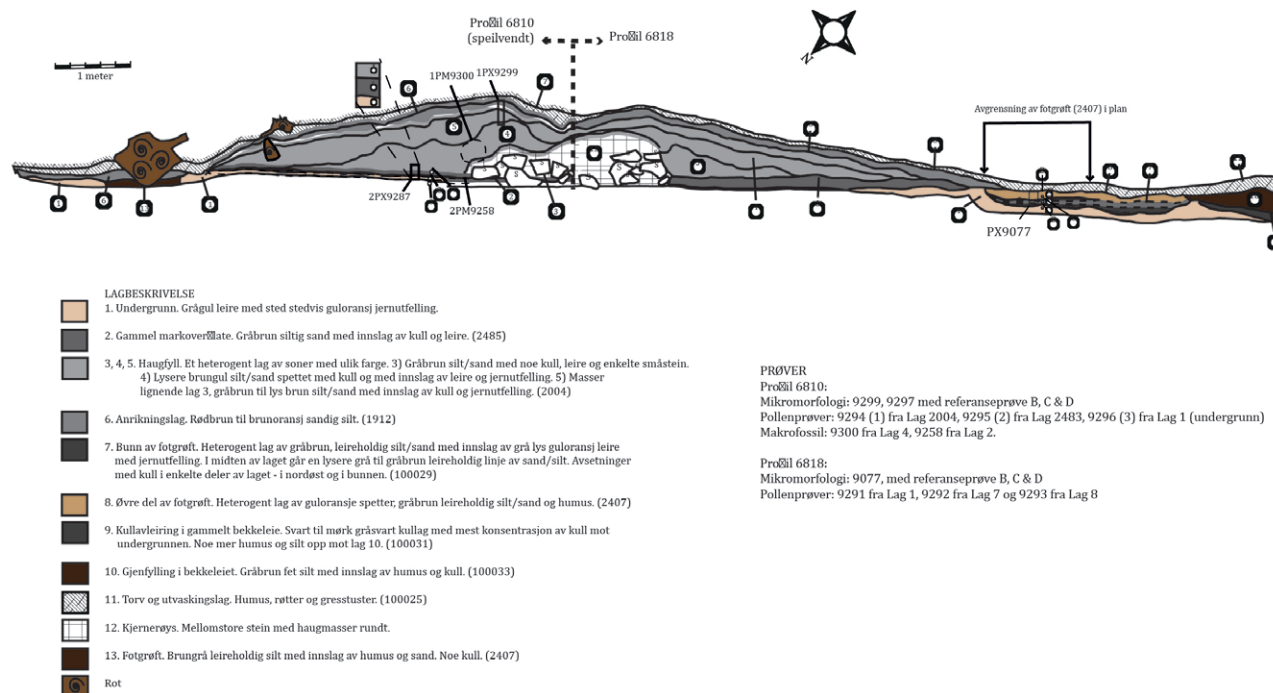 Pro☒il 6810
(speilvendt)
Pro☒il 6818
N
1 meter
1PM9300
1PX9299
Avgrensning av fotgrøft (2407) i plan
2PX9287
2PM9258
PX9077
LAGBESKRIVELSE
1. Undergrunn. Grågul leire med sted stedvis guloransj jernutfelling.
2. Gammel markover☒late. Gråbrun siltig sand med innslag av kull og leire. (2485)
3, 4, 5. Haugfyll. Et heterogent lag av soner med ulik farge. 3) Gråbrun silt/sand med noe kull, leire og enkelte småstein.
4) Lysere brungul silt/sand spettet med kull og med innslag av leire og jernutfelling. 5) Masser
lignende lag 3, gråbrun til lys brun silt/sand med innslag av kull og jernutfelling. (2004)
6. Anrikningslag. Rødbrun til brunoransj sandig silt. (1912)
7. Bunn av fotgrøft. Heterogent lag av gråbrun, leireholdig silt/sand med innslag av grå lys guloransj leire
med jernutfelling. I midten av laget går en lysere grå til gråbrun leireholdig linje av sand/silt. Avsetninger
med kull i enkelte deler av laget - i nordøst og i bunnen. (100029)
8. Øvre del av fotgrøft. Heterogent lag av guloransje spetter, gråbrun leireholdig silt/sand og humus. (2407)
9. Kullavleiring i gammelt bekkeleie. Svart til mørk gråsvart kullag med mest konsentrasjon av kull mot
undergrunnen. Noe mer humus og silt opp mot lag 10. (100031)
10. Gjenfylling i bekkeleiet. Gråbrun fet silt med innslag av humus og kull. (100033)
11. Torv og utvaskingslag. Humus, røtter og gresstuster. (100025)
12. Kjernerøys. Mellomstore stein med haugmasser rundt.
13. Fotgrøft. Brungrå leireholdig silt med innslag av humus og sand. Noe kull. (2407)
Rot
PRØVER
Pro☒il 6810:
Mikromorfologi: 9299, 9297 med referanseprøve B, C & D
Pollenprøver: 9294 (1) fra Lag 2004, 9295 (2) fra Lag 2483, 9296 (3) fra Lag 1 (undergrunn)
Makrofossil: 9300 fra Lag 4, 9258 fra Lag 2.
Pro☒il 6818:
Mikromorfologi: 9077, med referanseprøve B, C & D
Pollenprøver: 9291 fra Lag 1, 9292 fra Lag 7 og 9293 fra Lag 8